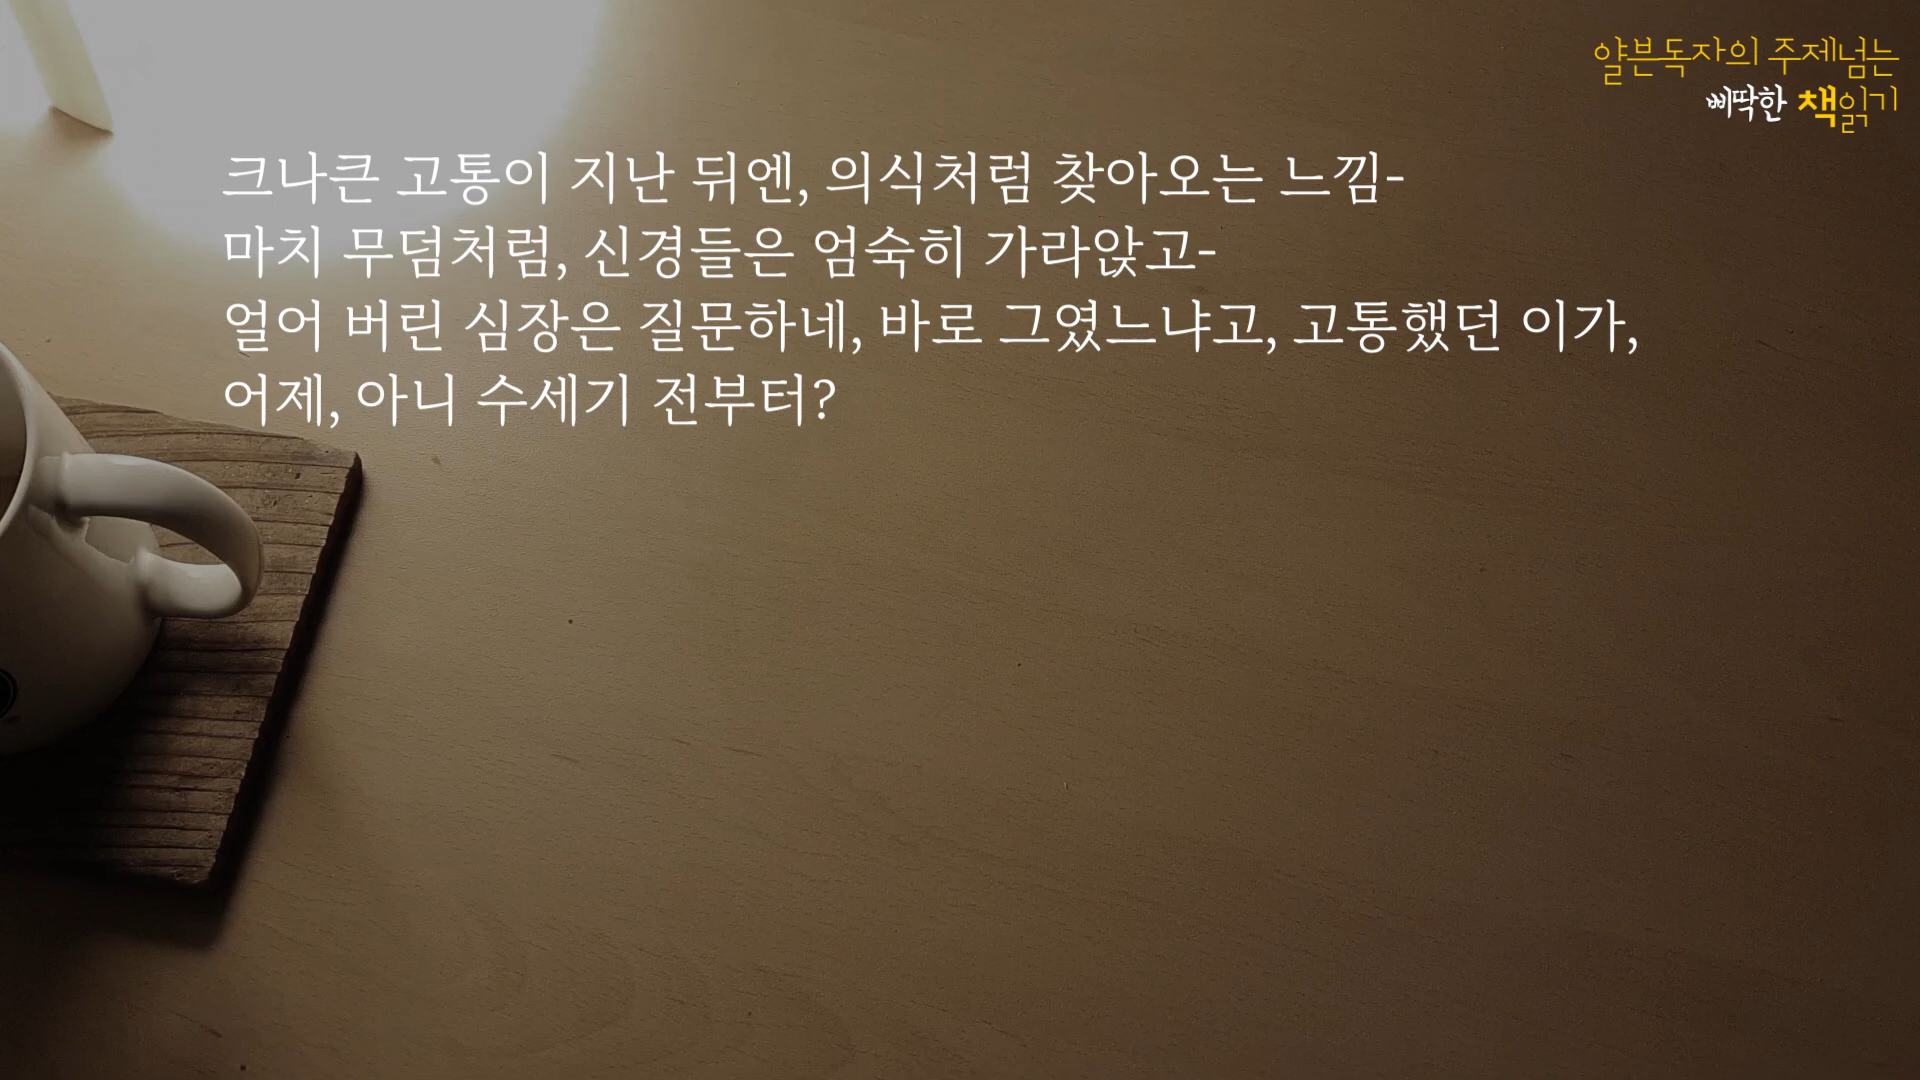 얄븐독자의 주제넘는
삐딱한 책읽기
크나큰 고통이 지난 뒤엔, 의식처럼 찾아오는 느낌-
마치 무덤처럼, 신경들은 엄숙히 가라앉고-
얼어 버린 심장은 질문하네, 바로 그였느냐고, 고통했던 이가,
어제, 아니 수세기 전부터?